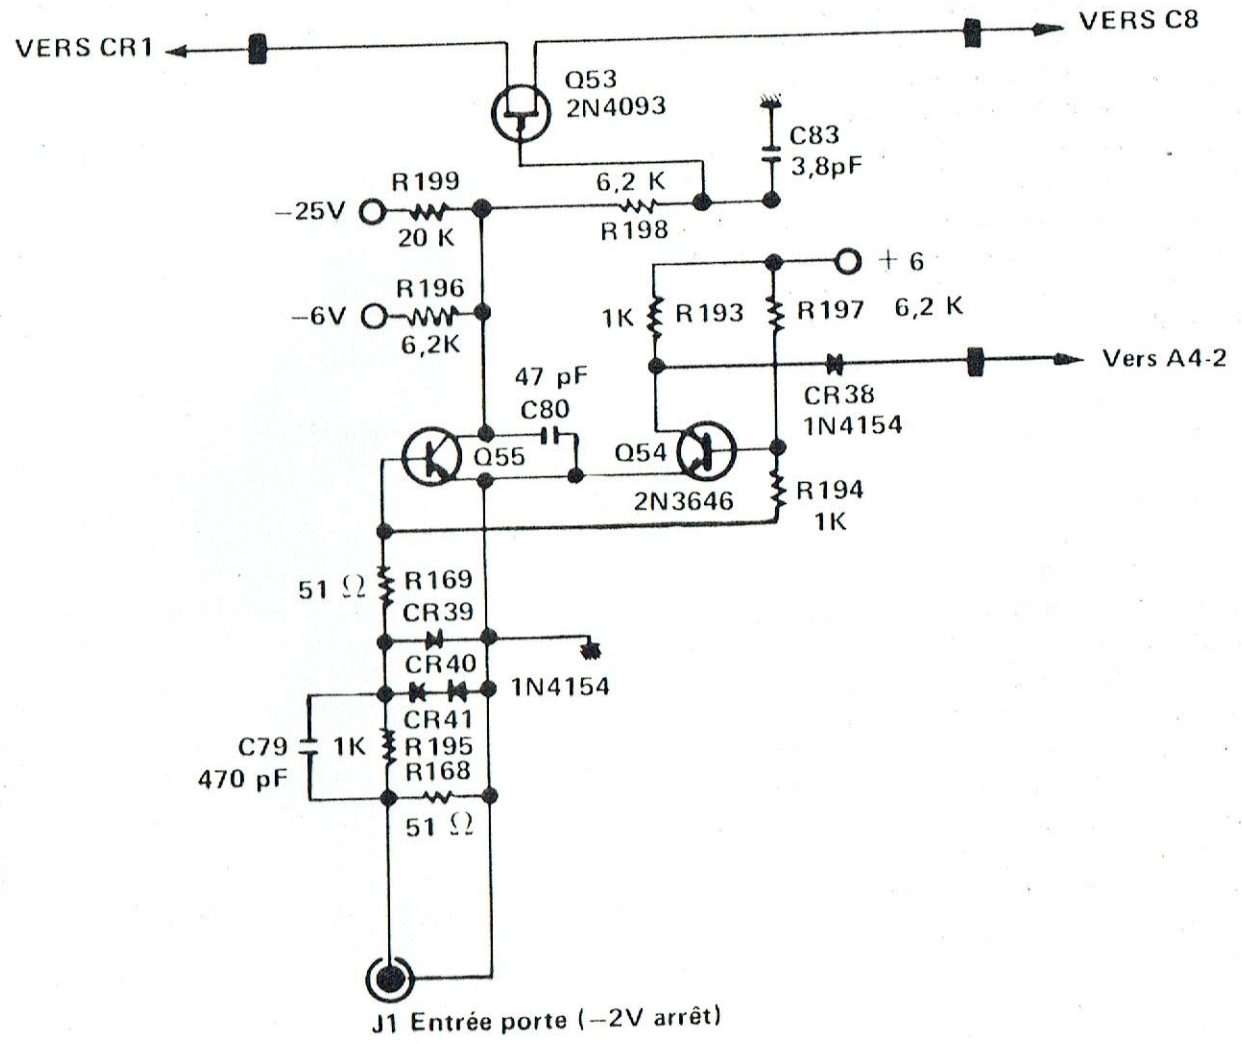 VERS CR1
VERS C8
Q53
2N4093
C83
3,8pF
R199
−25V
20 K
6,2 K
R198
+ 6
R196
−6V
6,2K
1K
R193
R197
6,2 K
Vers A4-2
47 pF
C80
CR38
1N4154
Q55
Q54
2N3646
R194
1K
51 Ω
R169
CR39
CR40
1N4154
CR41
C79
470 pF
1K
R195
R168
51 Ω
J1 Entrée porte (−2V arrêt)